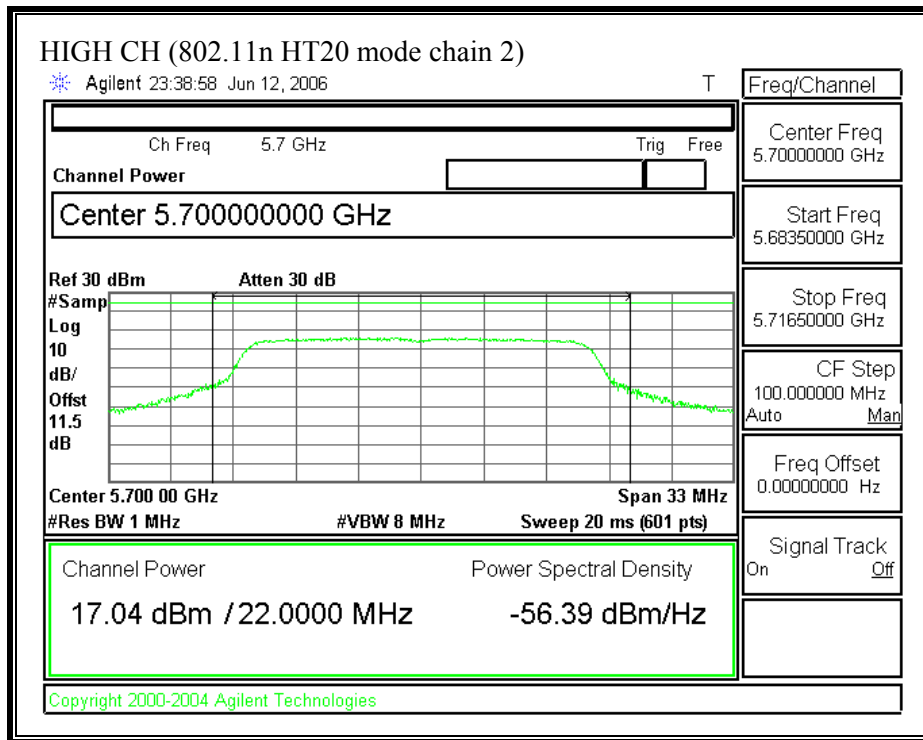 HIGH CH (802.11n HT20 mode chain 2)
Agilent 23:38:58 Jun 12, 2006 T
Ch Freq 5.7 GHz Trig Free
Channel Power
Center 5.700000000 GHz
Ref 30 dBm Atten 30 dB
#Samp
Log
10
dB/
Offst
11.5
dB
Center 5.700 00 GHz Span 33 MHz
#Res BW 1 MHz #VBW 8 MHz Sweep 20 ms (601 pts)
Channel Power Power Spectral Density
17.04 dBm / 22.0000 MHz -56.39 dBm/Hz
Copyright 2000-2004 Agilent Technologies
Freq/Channel
Center Freq
5.70000000 GHz
Start Freq
5.68350000 GHz
Stop Freq
5.71650000 GHz
CF Step
100.000000 MHz
Auto Man
Freq Offset
0.00000000 Hz
Signal Track
On Off